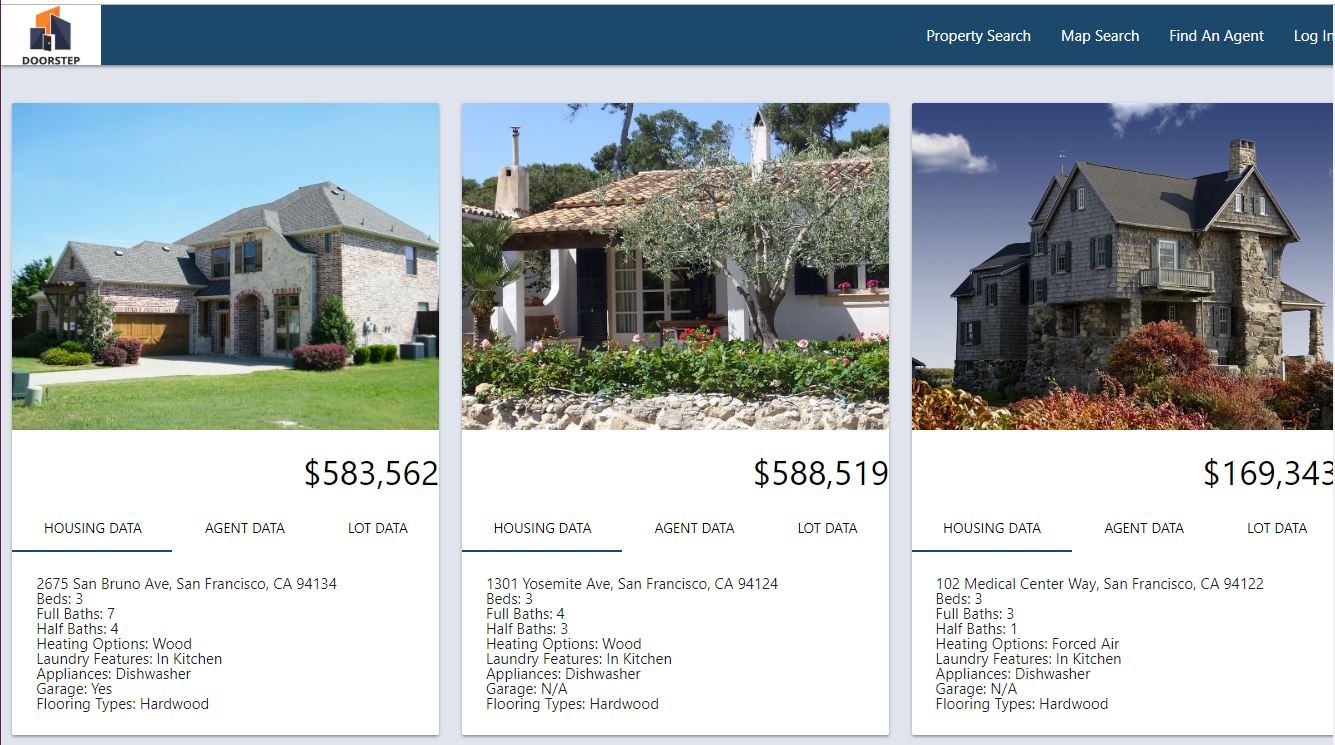 DOORSTEP
Property Search
Map Search
Find An Agent
Log In
$583,562
HOUSING DATA
AGENT DATA
LOT DATA
2675 San Bruno Ave, San Francisco, CA 94134
Beds: 3
Full Baths: 7
Half Baths: 4
Heating Options: Wood
Laundry Features: In Kitchen
Appliances: Dishwasher
Garage: Yes
Flooring Types: Hardwood
$588,519
HOUSING DATA
AGENT DATA
LOT DATA
1301 Yosemite Ave, San Francisco, CA 94124
Beds: 3
Full Baths: 4
Half Baths: 3
Heating Options: Wood
Laundry Features: In Kitchen
Appliances: Dishwasher
Garage: N/A
Flooring Types: Hardwood
$169,343
HOUSING DATA
AGENT DATA
LOT DATA
102 Medical Center Way, San Francisco, CA 94122
Beds: 3
Full Baths: 3
Half Baths: 1
Heating Options: Forced Air
Laundry Features: In Kitchen
Appliances: Dishwasher
Garage: N/A
Flooring Types: Hardwood